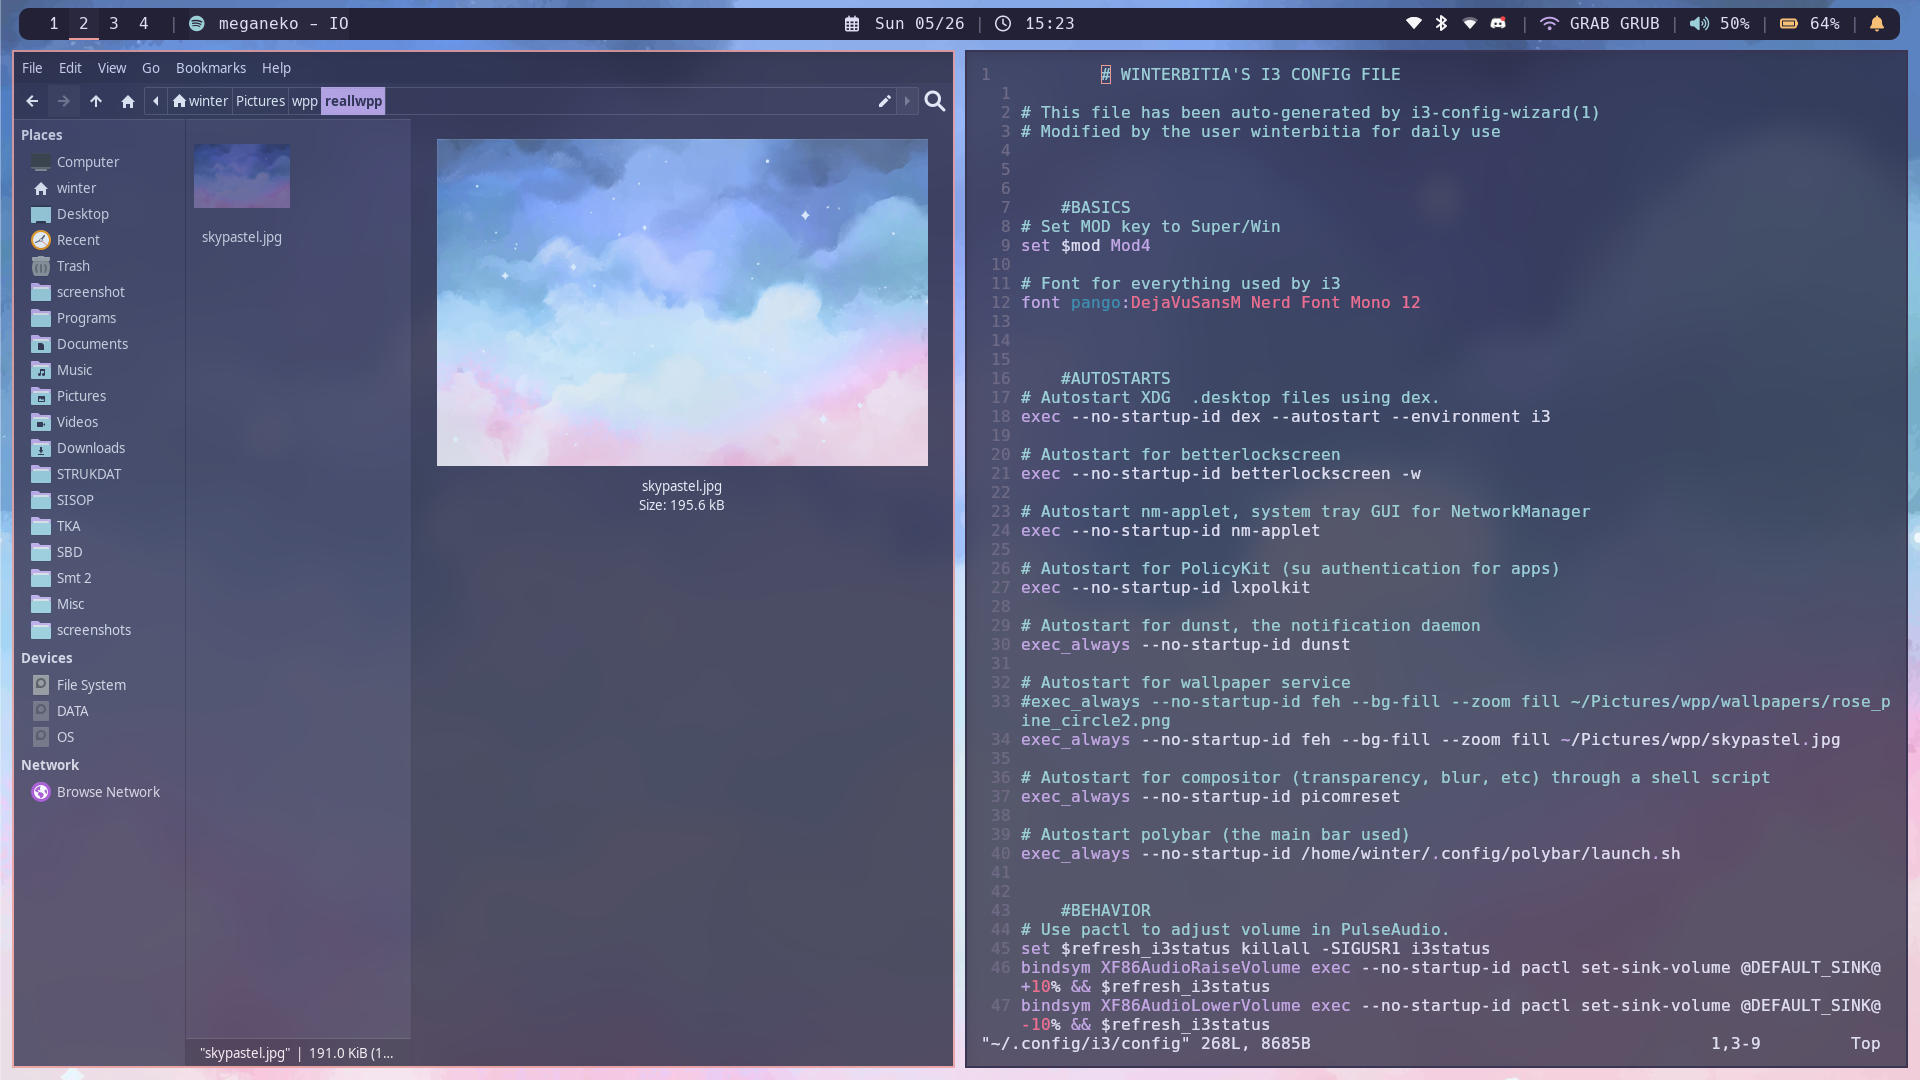 1 2 3 4 | meganeko - IO
Sun 05/26 | 15:23
| GRAB GRUB | 50% | 64% |
File Edit View Go Bookmarks Help
winter Pictures wpp reallwpp
Places
Computer
winter
Desktop
Recent
Trash
screenshot
Programs
Documents
Music
Pictures
Videos
Downloads
STRUKDAT
SISOP
TKA
SBD
Smt 2
Misc
screenshots
Devices
File System
DATA
OS
Network
Browse Network
skypastel.jpg
skypastel.jpg
Size: 195.6 kB
"skypastel.jpg" | 191.0 KiB (1...
1 # WINTERBITIA'S I3 CONFIG FILE
1
2 # This file has been auto-generated by i3-config-wizard(1)
3 # Modified by the user winterbitia for daily use
4
5
6
7 #BASICS
8 # Set MOD key to Super/Win
9 set $mod Mod4
10
11 # Font for everything used by i3
12 font pango:DejaVuSansM Nerd Font Mono 12
13
14
15
16 #AUTOSTARTS
17 # Autostart XDG  .desktop files using dex.
18 exec --no-startup-id dex --autostart --environment i3
19
20 # Autostart for betterlockscreen
21 exec --no-startup-id betterlockscreen -w
22
23 # Autostart nm-applet, system tray GUI for NetworkManager
24 exec --no-startup-id nm-applet
25
26 # Autostart for PolicyKit (su authentication for apps)
27 exec --no-startup-id lxpolkit
28
29 # Autostart for dunst, the notification daemon
30 exec_always --no-startup-id dunst
31
32 # Autostart for wallpaper service
33 #exec_always --no-startup-id feh --bg-fill --zoom fill ~/Pictures/wpp/wallpapers/rose_p
ine_circle2.png
34 exec_always --no-startup-id feh --bg-fill --zoom fill ~/Pictures/wpp/skypastel.jpg
35
36 # Autostart for compositor (transparency, blur, etc) through a shell script
37 exec_always --no-startup-id picomreset
38
39 # Autostart polybar (the main bar used)
40 exec_always --no-startup-id /home/winter/.config/polybar/launch.sh
41
42
43 #BEHAVIOR
44 # Use pactl to adjust volume in PulseAudio.
45 set $refresh_i3status killall -SIGUSR1 i3status
46 bindsym XF86AudioRaiseVolume exec --no-startup-id pactl set-sink-volume @DEFAULT_SINK@
+10% && $refresh_i3status
47 bindsym XF86AudioLowerVolume exec --no-startup-id pactl set-sink-volume @DEFAULT_SINK@
-10% && $refresh_i3status
"~/.config/i3/config" 268L, 8685B 1,3-9 Top